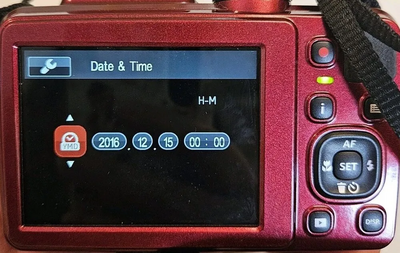 Date & Time
H-M
YMD
2016 . 12 . 15 00 : 00
i
AF
SET
DISP